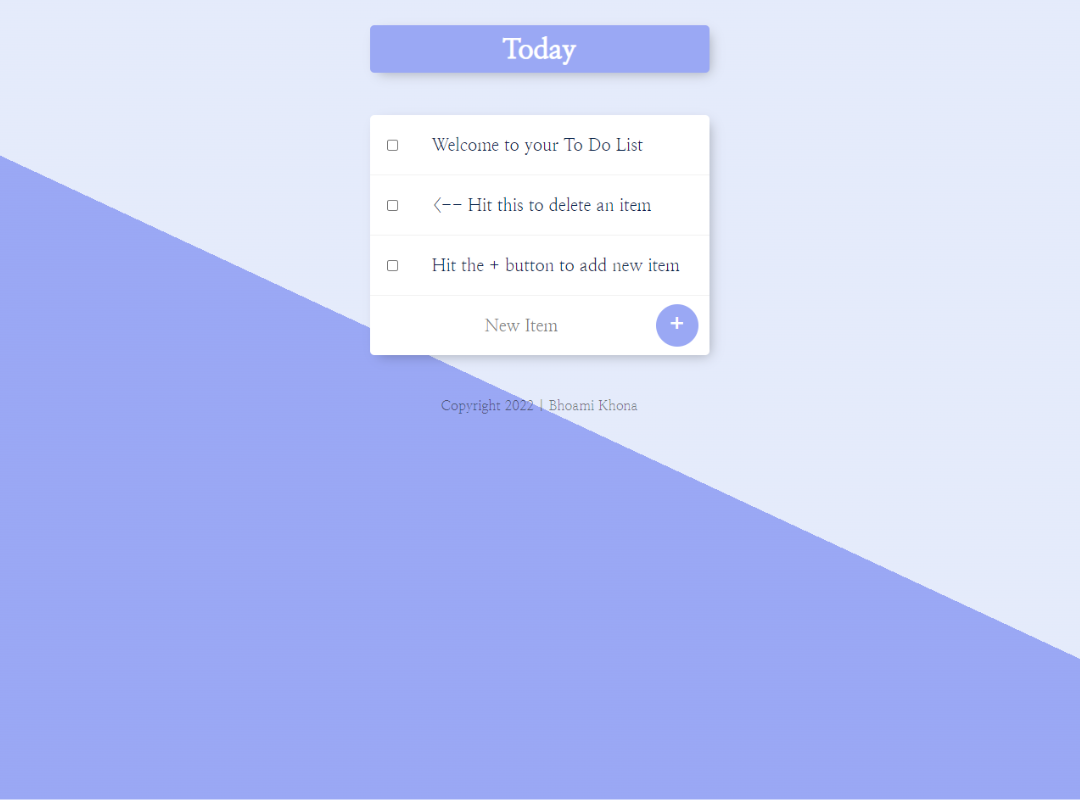 Today
Welcome to your To Do List
<-- Hit this to delete an item
Hit the + button to add new item
New Item
+
Copyright 2022 | Bhoami Khona